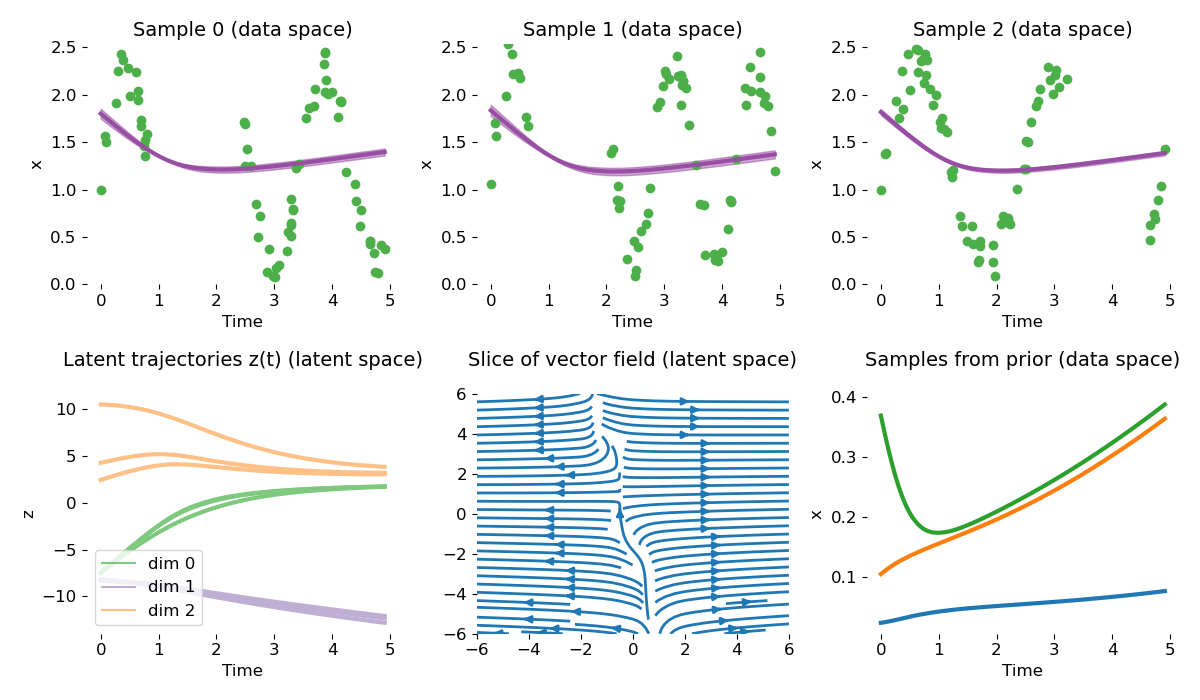 Sample 0 (data space)
Sample 1 (data space)
Sample 2 (data space)
2.5
2.0
1.5
1.0
0.5
0.0
x
0 1 2 3 4 5
Time
2.5
2.0
1.5
1.0
0.5
0.0
x
0 1 2 3 4 5
Time
2.5
2.0
1.5
1.0
0.5
0.0
x
0 1 2 3 4 5
Time
Latent trajectories z(t) (latent space)
Slice of vector field (latent space)
Samples from prior (data space)
10
5
0
−5
−10
z
dim 0
dim 1
dim 2
0 1 2 3 4 5
Time
6
4
2
0
−2
−4
−6
−6 −4 −2 0 2 4 6
0.4
0.3
0.2
0.1
x
0 1 2 3 4 5
Time